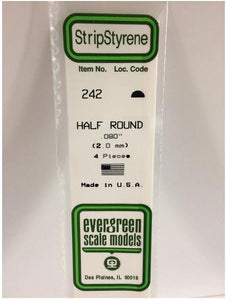 StripStyrene
Item No. Loc. Code
242
HALF ROUND
.080"
(2.0 mm)
4 Pieces
Made in U.S.A.
evergreen
scale models
Des Plaines, IL 60018